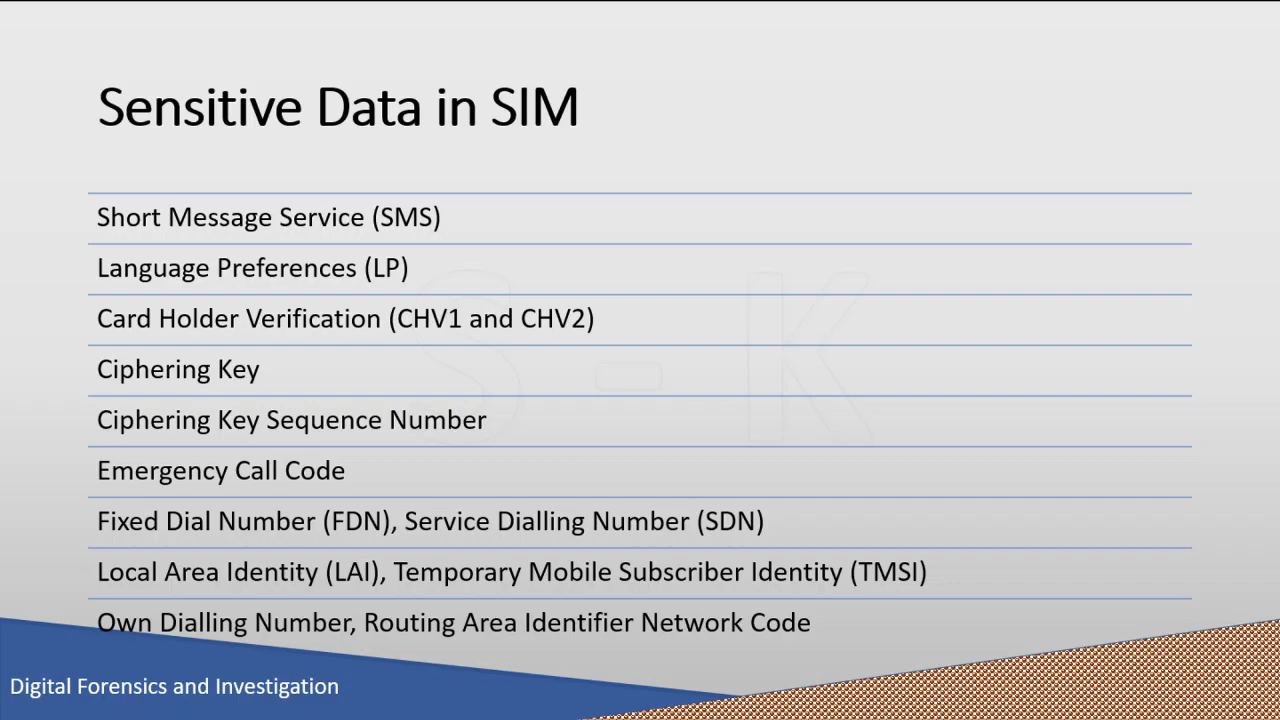 Sensitive Data in SIM
Short Message Service (SMS)
Language Preferences (LP)
Card Holder Verification (CHV1 and CHV2)
Ciphering Key
Ciphering Key Sequence Number
Emergency Call Code
Fixed Dial Number (FDN), Service Dialling Number (SDN)
Local Area Identity (LAI), Temporary Mobile Subscriber Identity (TMSI)
Own Dialling Number, Routing Area Identifier Network Code
Digital Forensics and Investigation
S - K